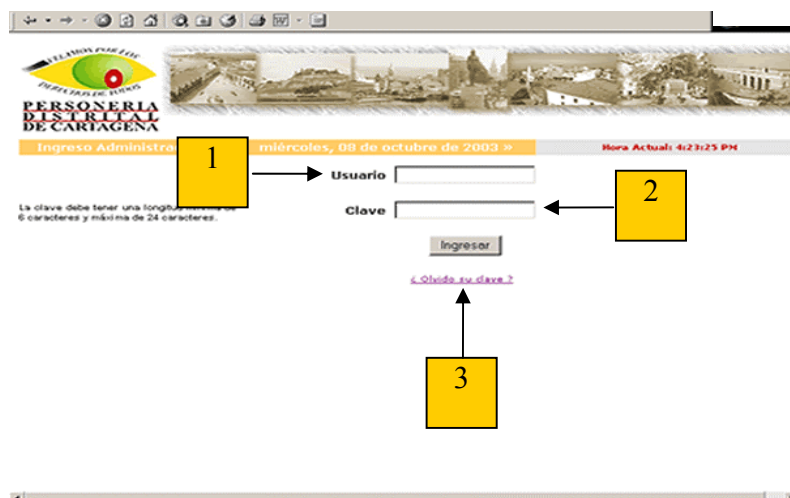 VELAMOS POR LOS
DERECHOS DE TODOS
PERSONERIA
DISTRITAL
DE CARTAGENA
Ingreso Administra
miércoles, 08 de octubre de 2003 »
Hora Actual: 4:23:25 PM
1
Usuario
2
La clave debe tener una longitud mínima de
6 caracteres y máxima de 24 caracteres.
Clave
Ingresar
¿ Olvido su clave ?
3